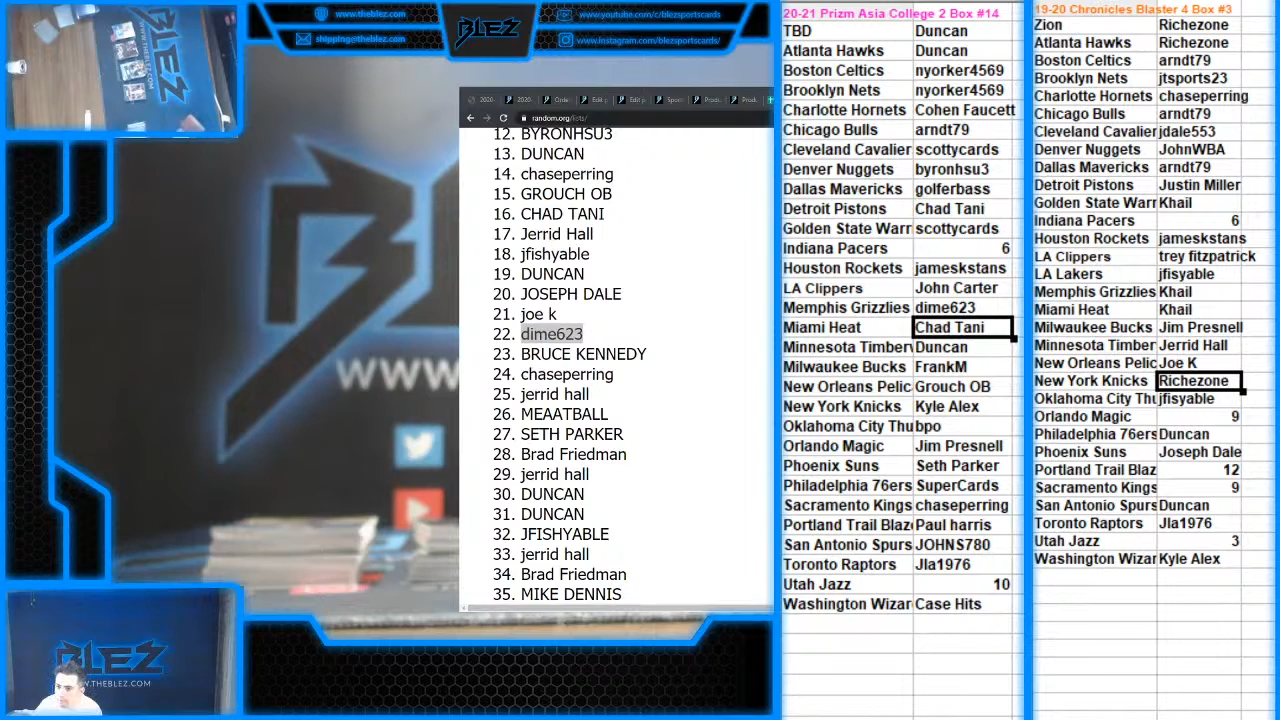 www.theblez.com
shipping@theblez.com
BLEZ
www.youtube.com/c/blezsportscards
www.instagram.com/blezsportscards/
BLEZ
WWW
random.org/lists/
12. BYRONHSU3
13. DUNCAN
14. chaseperring
15. GROUCH OB
16. CHAD TANI
17. Jerrid Hall
18. jfishyable
19. DUNCAN
20. JOSEPH DALE
21. joe k
22. dime623
23. BRUCE KENNEDY
24. chaseperring
25. jerrid hall
26. MEAATBALL
27. SETH PARKER
28. Brad Friedman
29. jerrid hall
30. DUNCAN
31. DUNCAN
32. JFISHYABLE
33. jerrid hall
34. Brad Friedman
35. MIKE DENNIS
BLEZ
WWW.THEBLEZ.COM
20-21 Prizm Asia College 2 Box #14
TBD Duncan
Atlanta Hawks Duncan
Boston Celtics nyorker4569
Brooklyn Nets nyorker4569
Charlotte Hornets Cohen Faucett
Chicago Bulls arndt79
Cleveland Cavalier scottycards
Denver Nuggets byronhsu3
Dallas Mavericks golferbass
Detroit Pistons Chad Tani
Golden State Warr scottycards
Indiana Pacers 6
Houston Rockets jameskstans
LA Clippers John Carter
Memphis Grizzlies dime623
Miami Heat Chad Tani
Minnesota Timberv Duncan
Milwaukee Bucks FrankM
New Orleans Pelic Grouch OB
New York Knicks Kyle Alex
Oklahoma City Thu bpo
Orlando Magic Jim Presnell
Phoenix Suns Seth Parker
Philadelphia 76ers SuperCards
Sacramento Kings chaseperring
Portland Trail Blaze Paul harris
San Antonio Spurs JOHNS780
Toronto Raptors Jla1976
Utah Jazz 10
Washington Wizar Case Hits
19-20 Chronicles Blaster 4 Box #3
Zion Richezone
Atlanta Hawks Richezone
Boston Celtics arndt79
Brooklyn Nets jtsports23
Charlotte Hornets chaseperring
Chicago Bulls arndt79
Cleveland Cavalier jdale553
Denver Nuggets JohnWBA
Dallas Mavericks arndt79
Detroit Pistons Justin Miller
Golden State Warr Khail
Indiana Pacers 6
Houston Rockets jameskstans
LA Clippers trey fitzpatrick
LA Lakers jfisyable
Memphis Grizzlies Khail
Miami Heat Khail
Milwaukee Bucks Jim Presnell
Minnesota Timber Jerrid Hall
New Orleans Pelic Joe K
New York Knicks Richezone
Oklahoma City Thu jfisyable
Orlando Magic 9
Philadelphia 76ers Duncan
Phoenix Suns Joseph Dale
Portland Trail Blaz 12
Sacramento Kings 9
San Antonio Spurs Duncan
Toronto Raptors Jla1976
Utah Jazz 3
Washington Wizar Kyle Alex